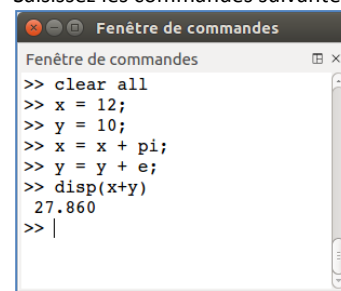 Saisissez les commandes suivante
Fenêtre de commandes
Fenêtre de commandes
>> clear all
>> x = 12;
>> y = 10;
>> x = x + pi;
>> y = y + e;
>> disp(x+y)
27.860
>>